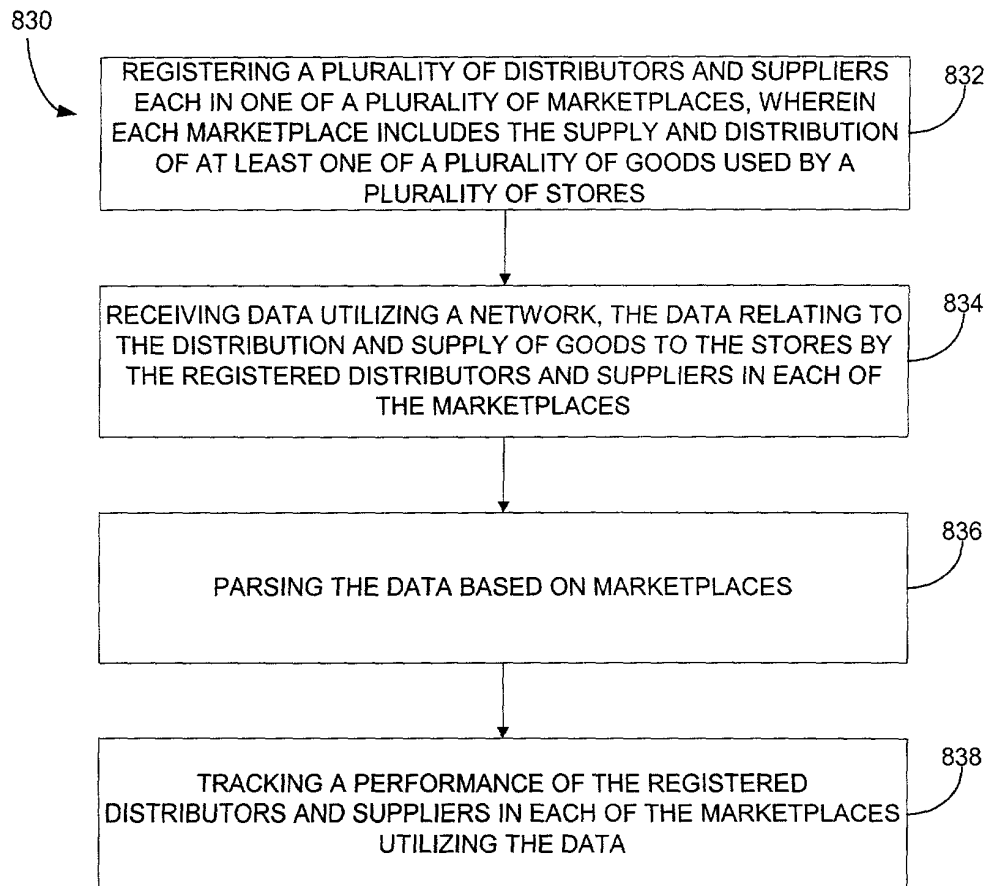 830
REGISTERING A PLURALITY OF DISTRIBUTORS AND SUPPLIERS
EACH IN ONE OF A PLURALITY OF MARKETPLACES, WHEREIN
EACH MARKETPLACE INCLUDES THE SUPPLY AND DISTRIBUTION
OF AT LEAST ONE OF A PLURALITY OF GOODS USED BY A
PLURALITY OF STORES
832
RECEIVING DATA UTILIZING A NETWORK, THE DATA RELATING TO
THE DISTRIBUTION AND SUPPLY OF GOODS TO THE STORES BY
THE REGISTERED DISTRIBUTORS AND SUPPLIERS IN EACH OF
THE MARKETPLACES
834
PARSING THE DATA BASED ON MARKETPLACES
836
TRACKING A PERFORMANCE OF THE REGISTERED
DISTRIBUTORS AND SUPPLIERS IN EACH OF THE MARKETPLACES
UTILIZING THE DATA
838